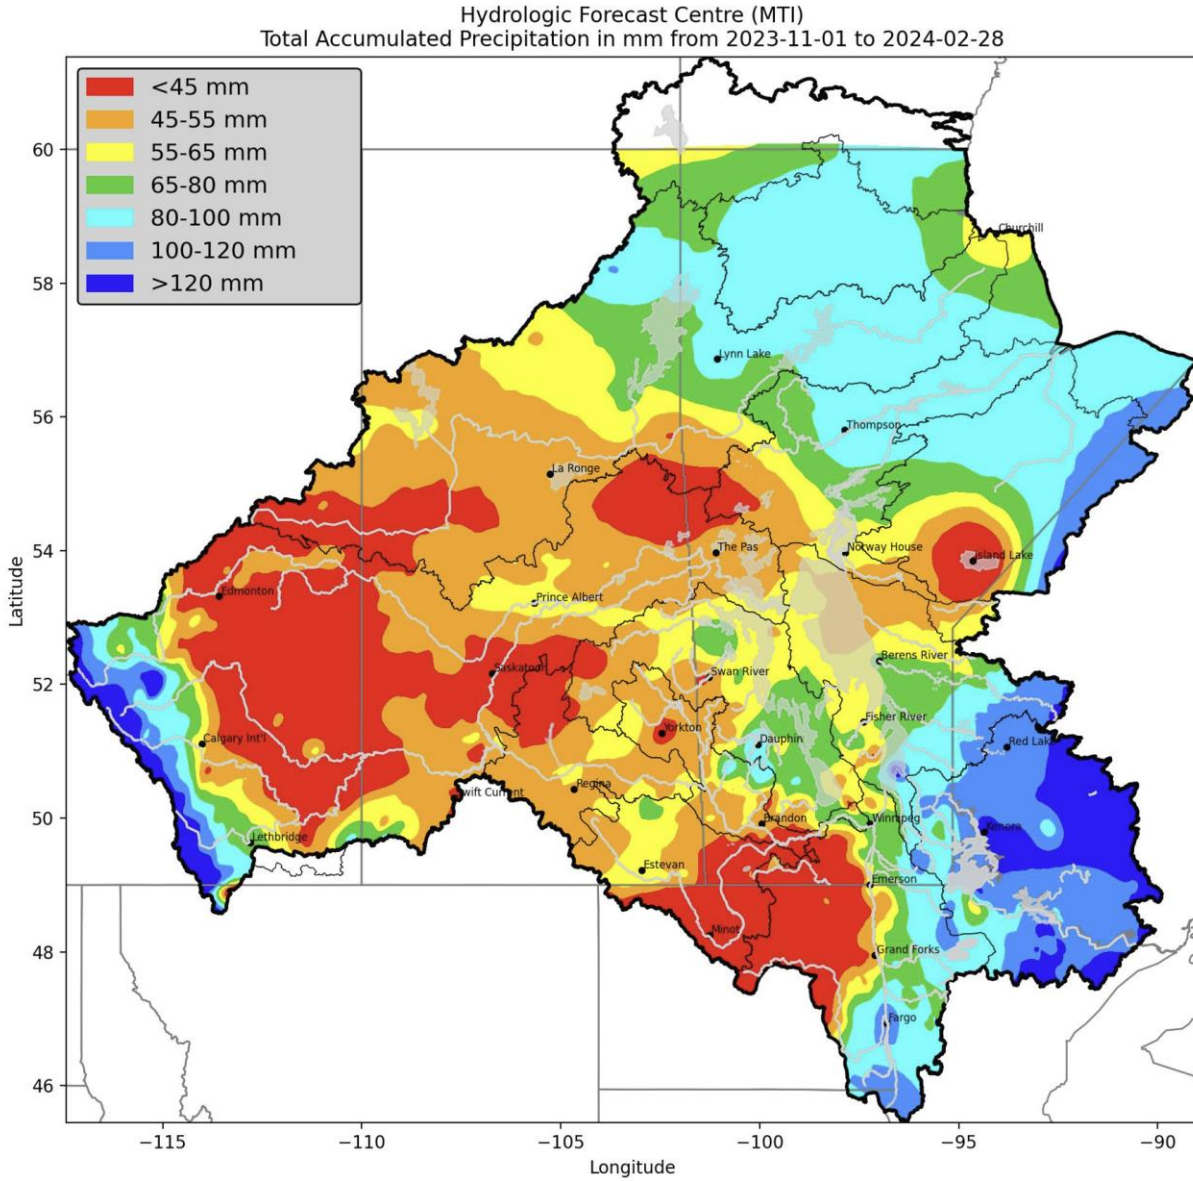 Hydrologic Forecast Centre (MTI)
Total Accumulated Precipitation in mm from 2023-11-01 to 2024-02-28
<45 mm
45-55 mm
55-65 mm
65-80 mm
80-100 mm
100-120 mm
>120 mm
60
58
56
54
52
50
48
46
Latitude
Churchill
Lynn Lake
Thompson
La Ronge
The Pas
Norway House
Island Lake
Edmonton
Prince Albert
Berens River
Saskatoon
Swan River
Fisher River
Yorkton
Dauphin
Calgary Int'l
Red Lake
Regina
Swift Current
Brandon
Winnipeg
Kenora
Lethbridge
Estevan
Emerson
Minot
Grand Forks
Fargo
−115
−110
−105
−100
−95
−90
Longitude